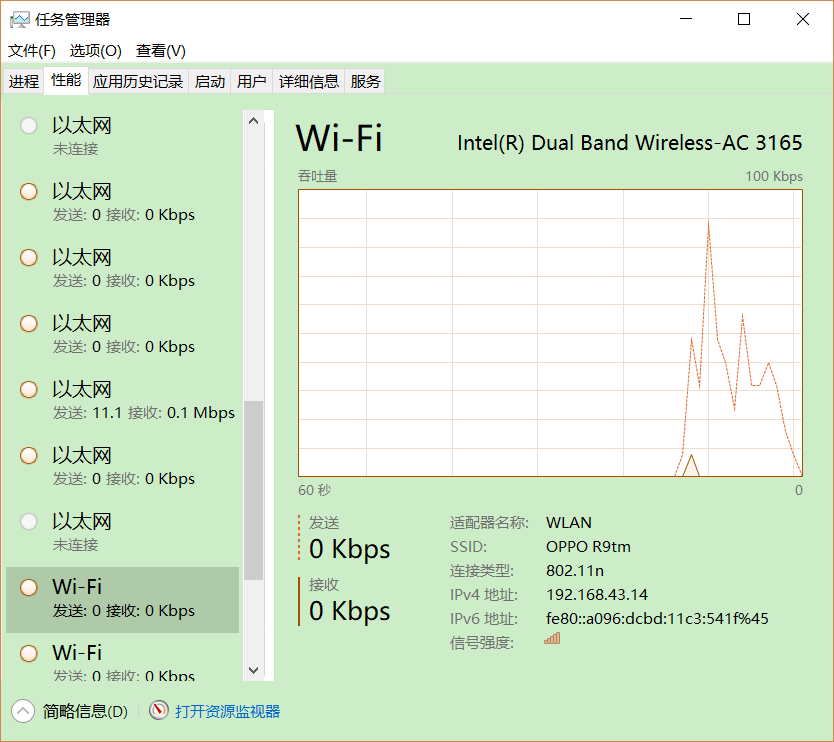 任务管理器
文件(F) 选项(O) 查看(V)
进程 性能 应用历史记录 启动 用户 详细信息 服务
以太网
未连接
以太网
发送: 0 接收: 0 Kbps
以太网
发送: 0 接收: 0 Kbps
以太网
发送: 0 接收: 0 Kbps
以太网
发送: 11.1 接收: 0.1 Mbps
以太网
发送: 0 接收: 0 Kbps
以太网
未连接
Wi-Fi
发送: 0 接收: 0 Kbps
Wi-Fi
发送: 0 接收: 0 Kbps
Wi-Fi Intel(R) Dual Band Wireless-AC 3165
吞吐量 100 Kbps
60 秒 0
发送
0 Kbps
接收
0 Kbps
适配器名称: WLAN
SSID: OPPO R9tm
连接类型: 802.11n
IPv4 地址: 192.168.43.14
IPv6 地址: fe80::a096:dcbd:11c3:541f%45
信号强度:
简略信息(D) 打开资源监视器